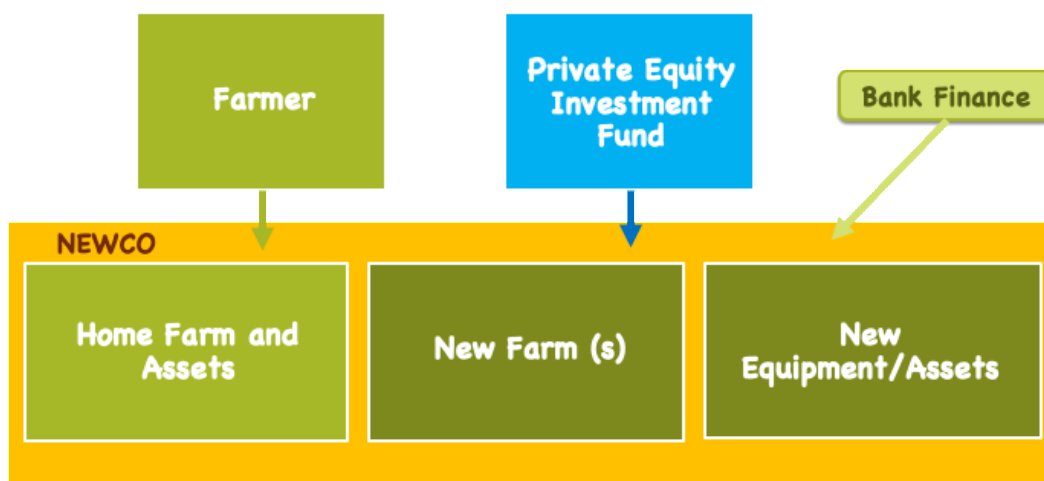 Farmer
Private Equity
Investment
Fund
Bank Finance
NEWCO
Home Farm and
Assets
New Farm (s)
New
Equipment/Assets